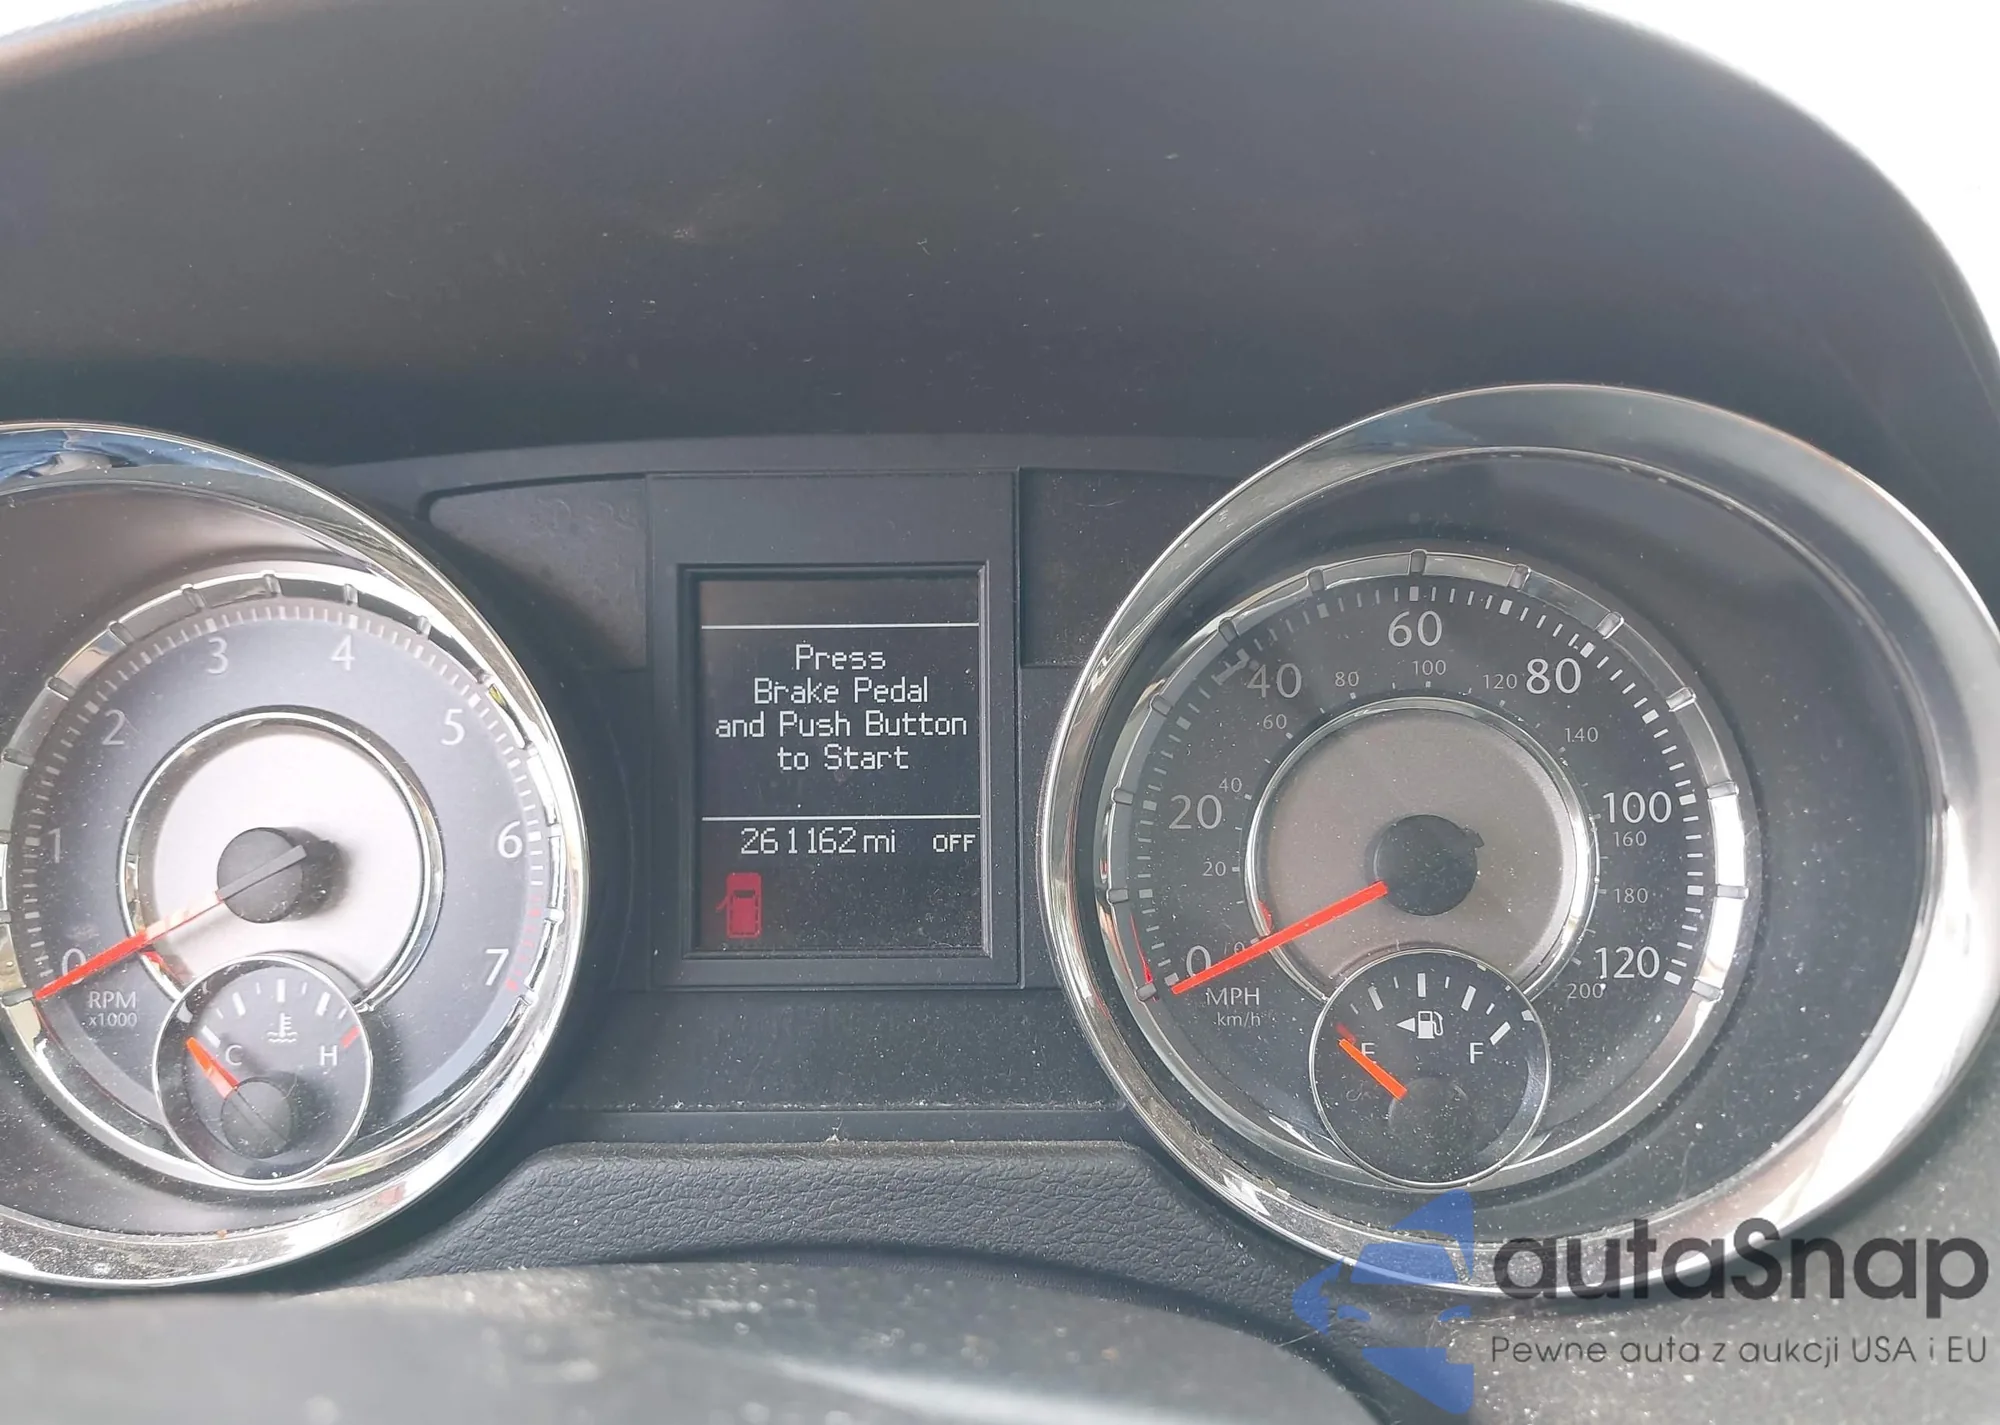 Press
Brake Pedal
and Push Button
to Start
261162 mi OFF
0 1 2 3 4 5 6 7
RPM
x1000
C H
0 20 40 60 80 100 120
20 40 60 80 100 120 140 160 180 200
MPH
km/h
E F
autaSnap
Pewne auta z aukcji USA i EU